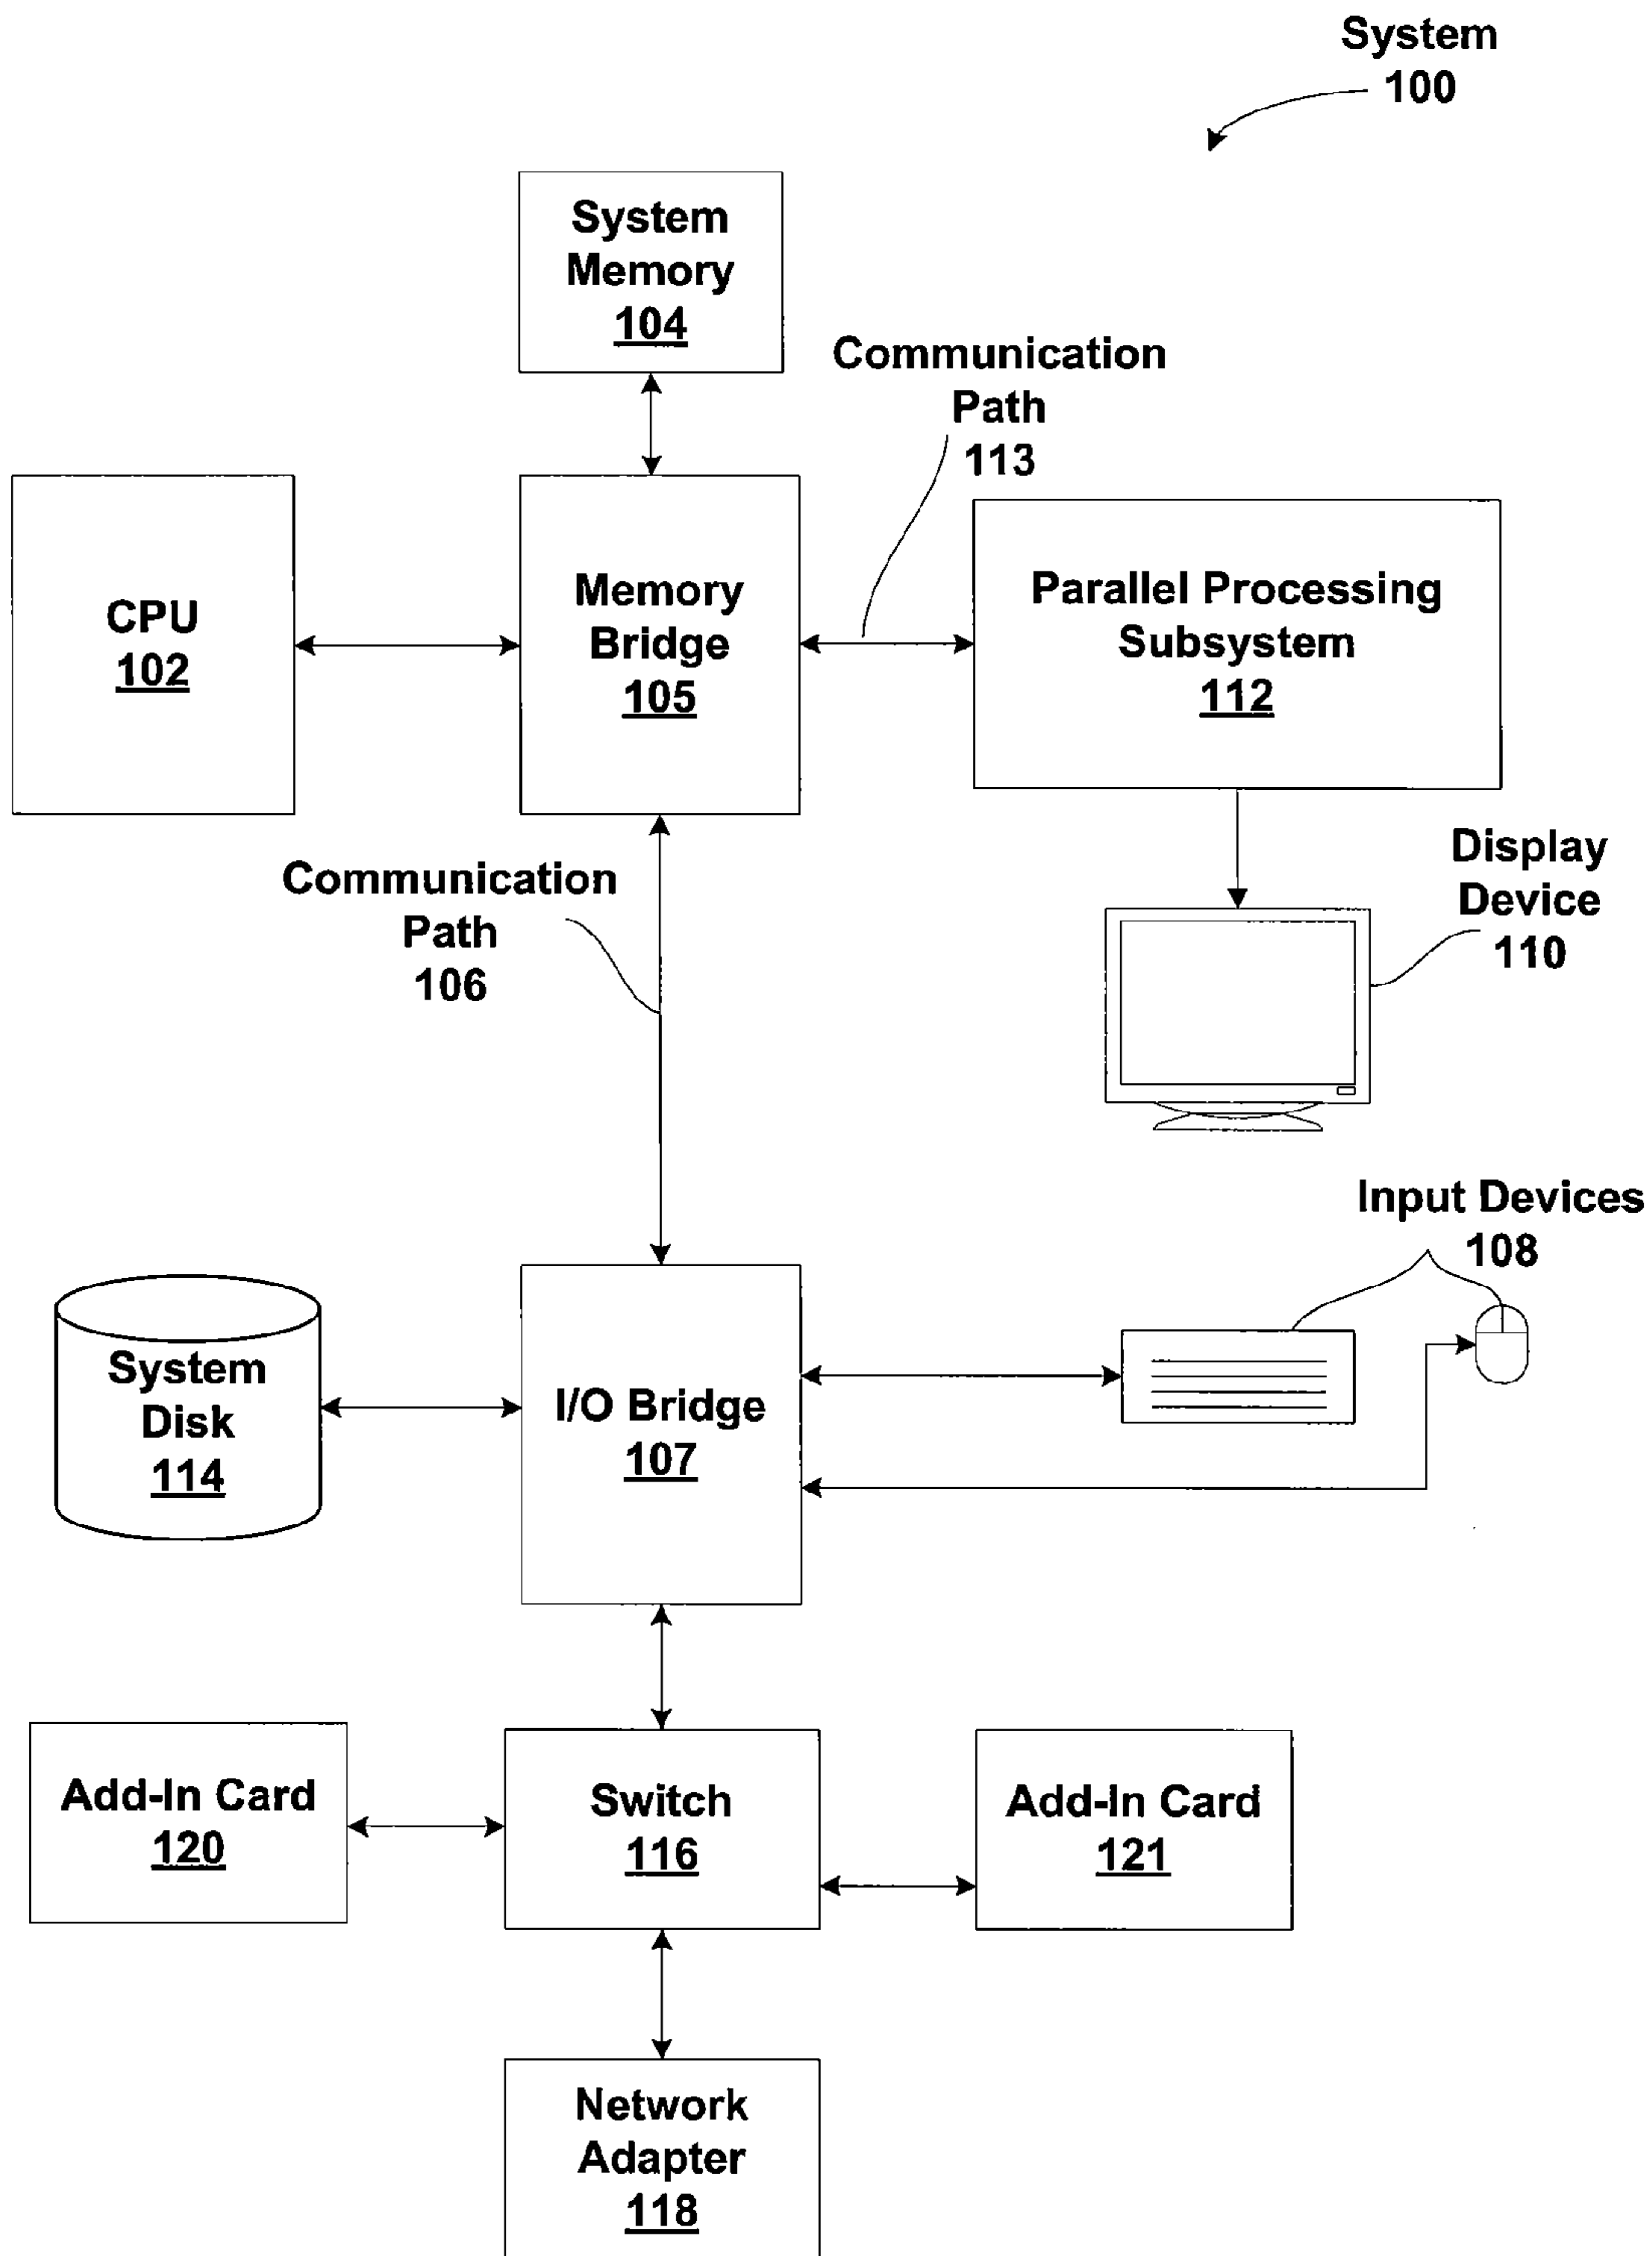 System
100
System
Memory
104
Communication
Path
113
CPU
102
Memory
Bridge
105
Parallel Processing
Subsystem
112
Communication
Path
106
Display
Device
110
Input Devices
108
System
Disk
114
I/O Bridge
107
Add-In Card
120
Switch
116
Add-In Card
121
Network
Adapter
118